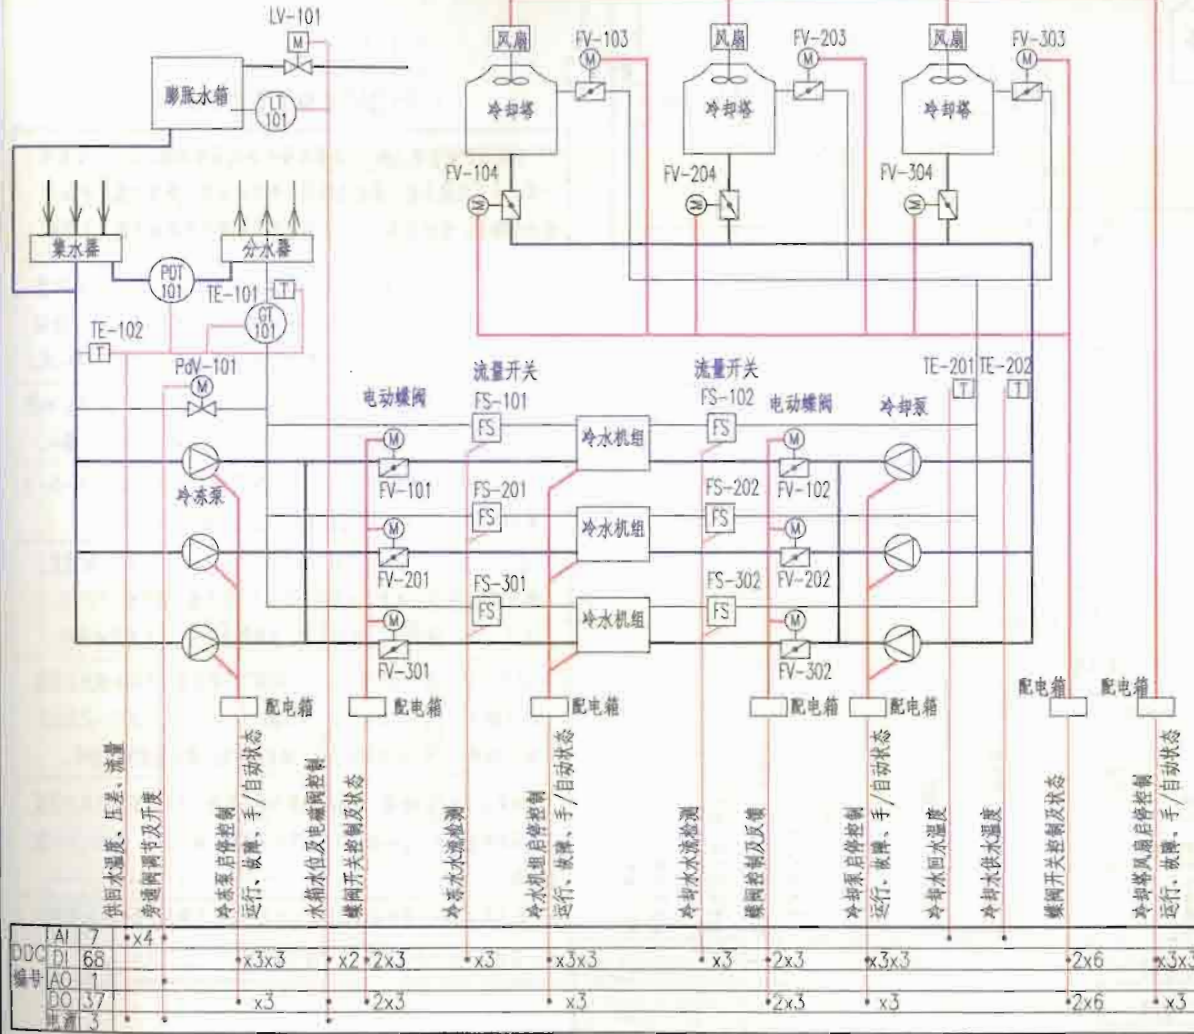 LV-101
M
膨胀水箱
LT
101
风扇
FV-103
M
冷却塔
FV-104
M
风扇
FV-203
M
冷却塔
FV-204
M
风扇
FV-303
M
冷却塔
FV-304
M
集水器
分水器
PDT
101
TE-101
T
GT
101
TE-102
T
PdV-101
M
冷冻泵
电动蝶阀
M
FV-101
M
FV-201
M
FV-301
流量开关
FS-101
FS
FS-201
FS
FS-301
FS
冷水机组
冷水机组
冷水机组
流量开关
FS-102
FS
FS-202
FS
FS-302
FS
电动蝶阀
M
FV-102
M
FV-202
M
FV-302
冷却泵
TE-201
T
TE-202
T
配电箱
配电箱
配电箱
配电箱
配电箱
配电箱
配电箱
供回水温度、压差、流量
旁通阀调节及开度
冷冻泵启停控制
运行、故障、手/自动状态
水箱水位及电磁阀控制
蝶阀开关控制及状态
冷冻水水流检测
冷水机组启停控制
运行、故障、手/自动状态
冷却水水流检测
蝶阀控制及反馈
冷却泵启停控制
运行、故障、手/自动状态
冷却水回水温度
冷却水供水温度
蝶阀开关控制及状态
冷却塔风扇启停控制
运行、故障、手/自动状态
DDC
编号
AI 7 x4
DI 68 x3x3 x2 2x3 x3 x3x3 x3 2x3 x3x3 2x6 x3x3
AO 1
DO 37 x3 2x3 x3 2x3 x3 2x6 x3
电源 3